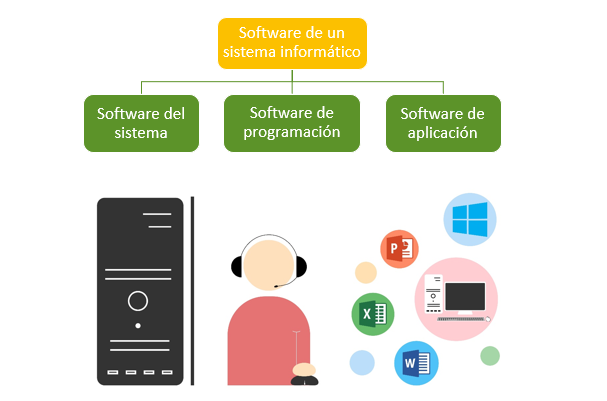 Software de un
sistema informático
Software del
sistema
Software de
programación
Software de
aplicación
P
X
W